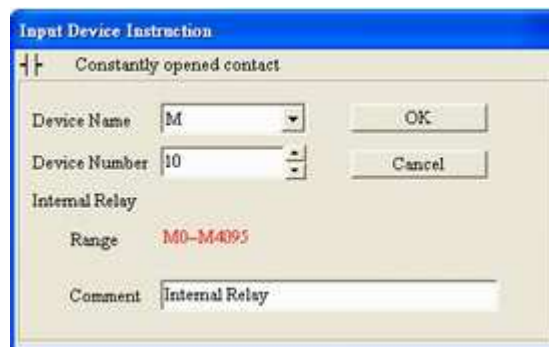 Input Device Instruction
Constantly opened contact
Device Name M OK
Device Number 10 Cancel
Internal Relay
Range M0-M4095
Comment Internal Relay